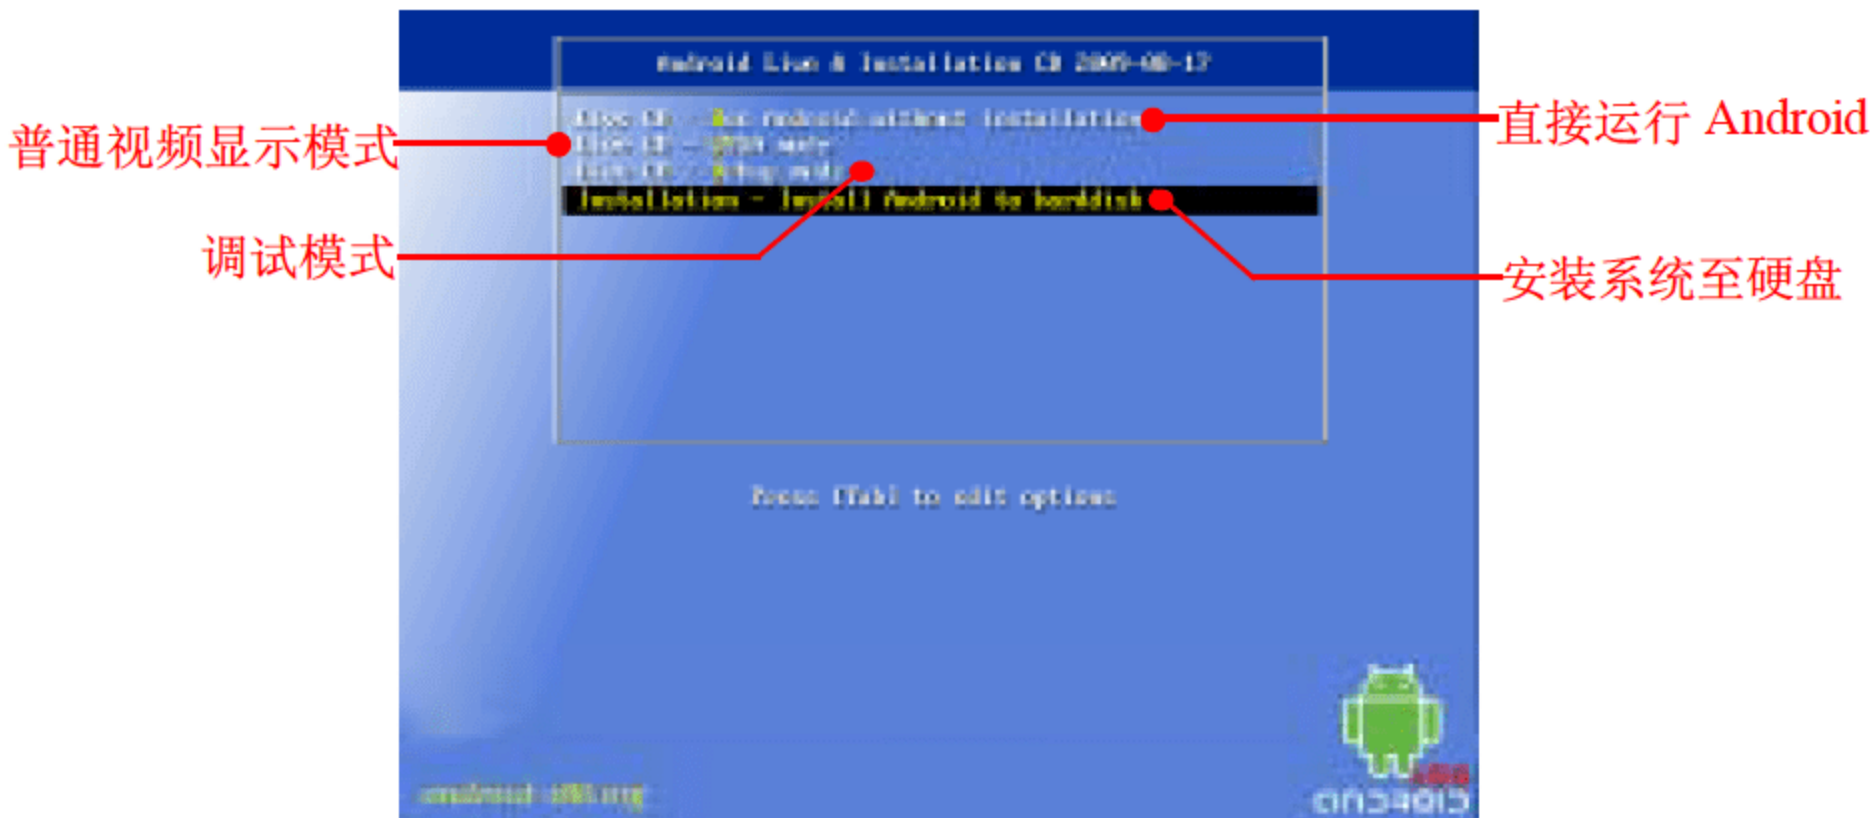 Android Live & Installation CD 2009-08-17
Live CD - Run Android without installation
直接运行 Android
普通视频显示模式
Live CD - VESA mode
Live CD - Debug mode
调试模式
Installation - Install Android to harddisk
安装系统至硬盘
Press [Tab] to edit options
android-x86.org
android